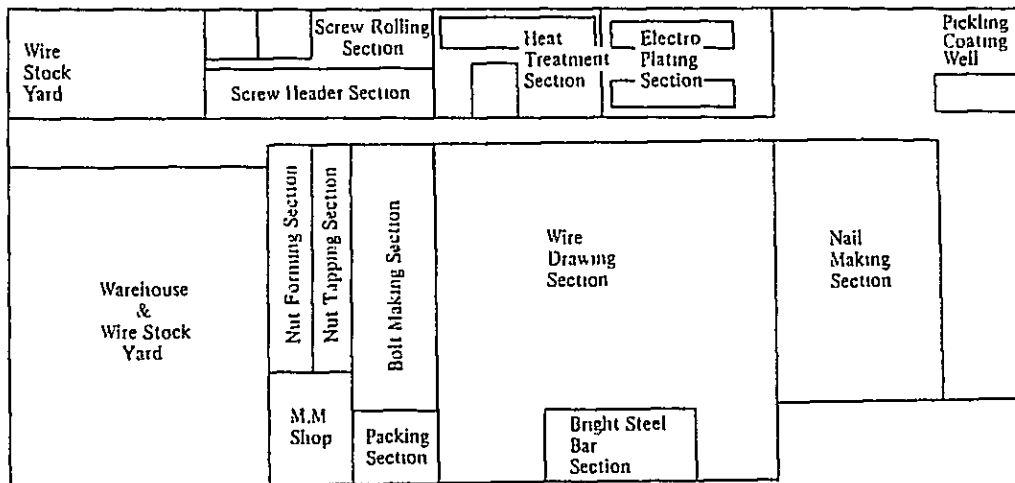 Wire
Stock
Yard
Screw Rolling
Section
Screw Header Section
Heat
Treatment
Section
Electro
Plating
Section
Pickling
Coating
Well
Warehouse
&
Wire Stock
Yard
Nut Forming Section
Nut Tapping Section
Bolt Making Section
Wire
Drawing
Section
Nail
Making
Section
M.M
Shop
Packing
Section
Bright Steel
Bar
Section